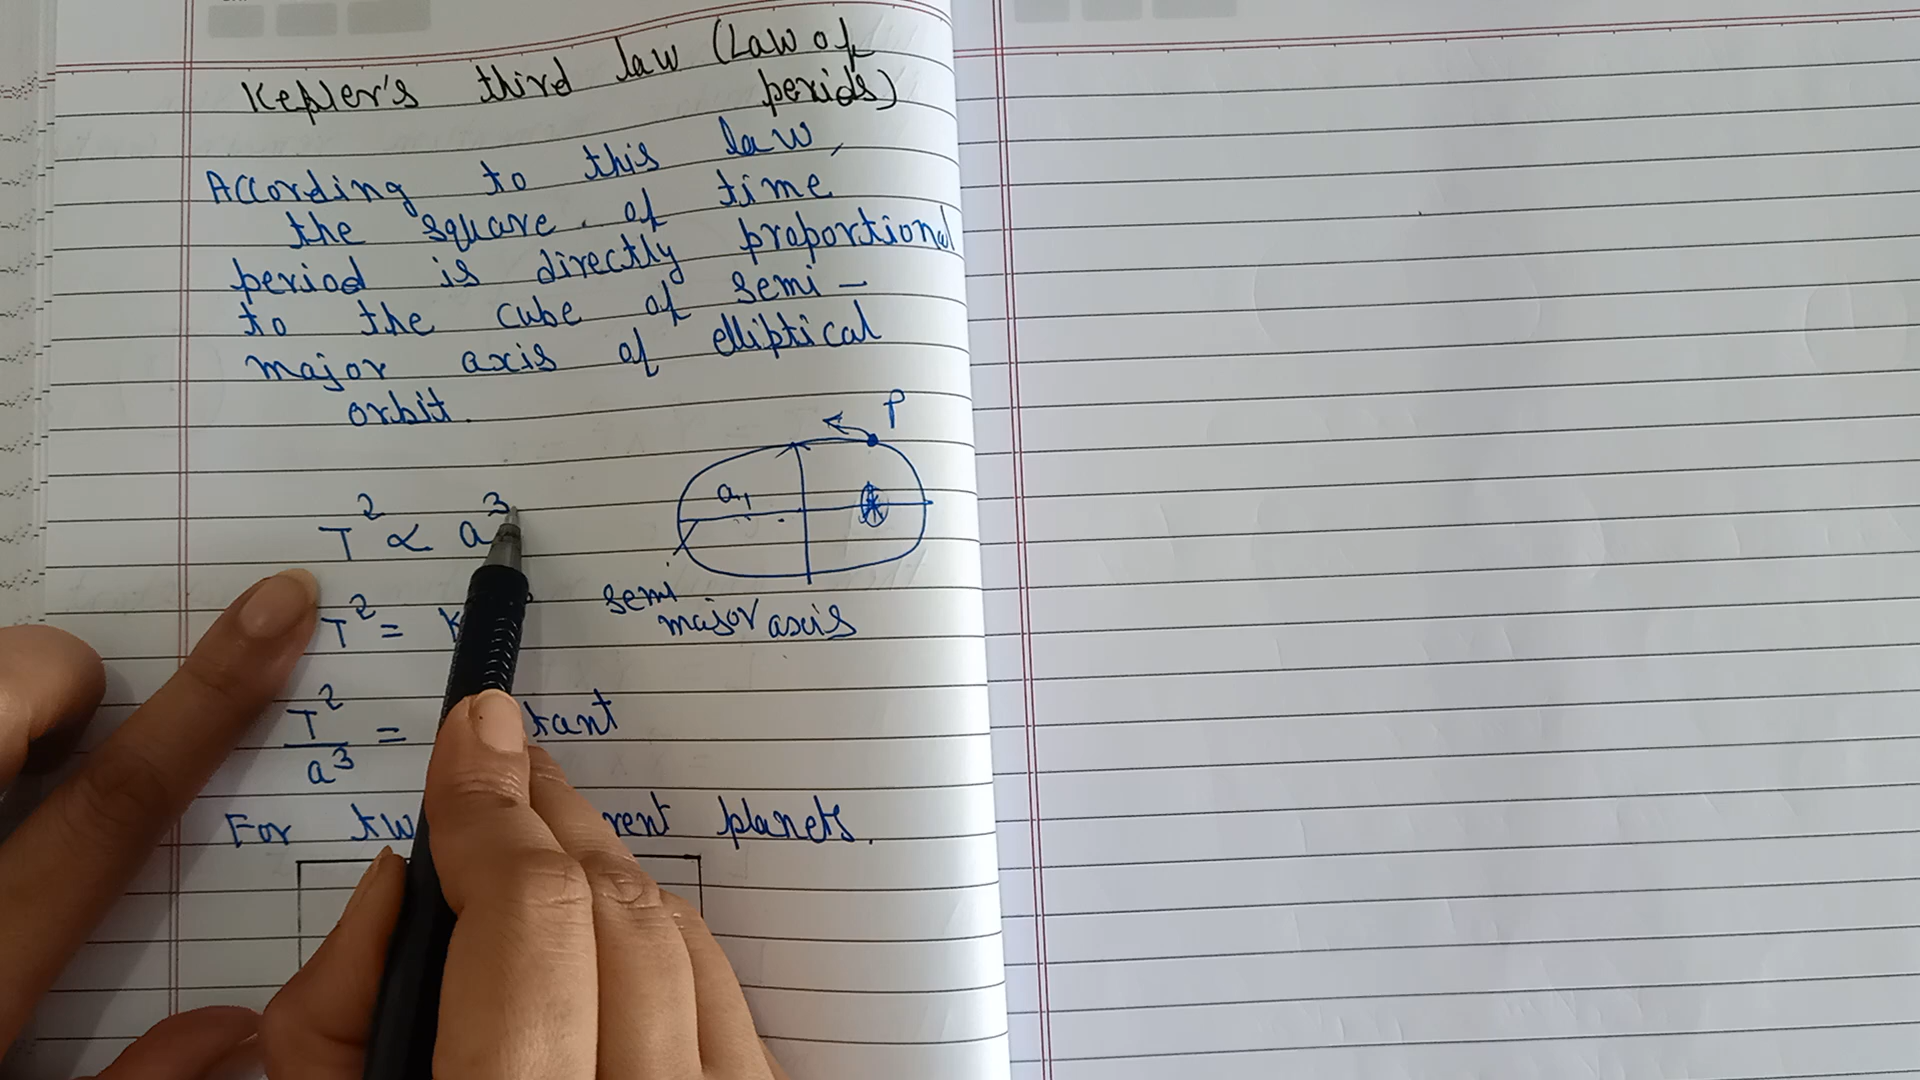 Kepler's third law (Law of
periods)
According to this law,
the square of time
period is directly proportional
to the cube of semi-
major axis of elliptical
orbit.
P
a
T² ∝ a³
T² = K
semi
major axis
T²/a³ = tant
For planets.